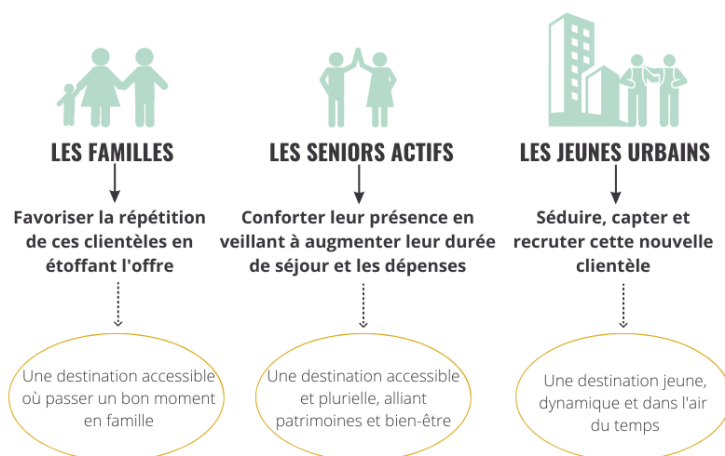 LES FAMILLES
Favoriser la répétition
de ces clientèles en
étoffant l'offre
Une destination accessible
où passer un bon moment
en famille
LES SENIORS ACTIFS
Conforter leur présence en
veillant à augmenter leur durée
de séjour et les dépenses
Une destination accessible
et plurielle, alliant
patrimoines et bien-être
LES JEUNES URBAINS
Séduire, capter et
recruter cette nouvelle
clientèle
Une destination jeune,
dynamique et dans l'air
du temps